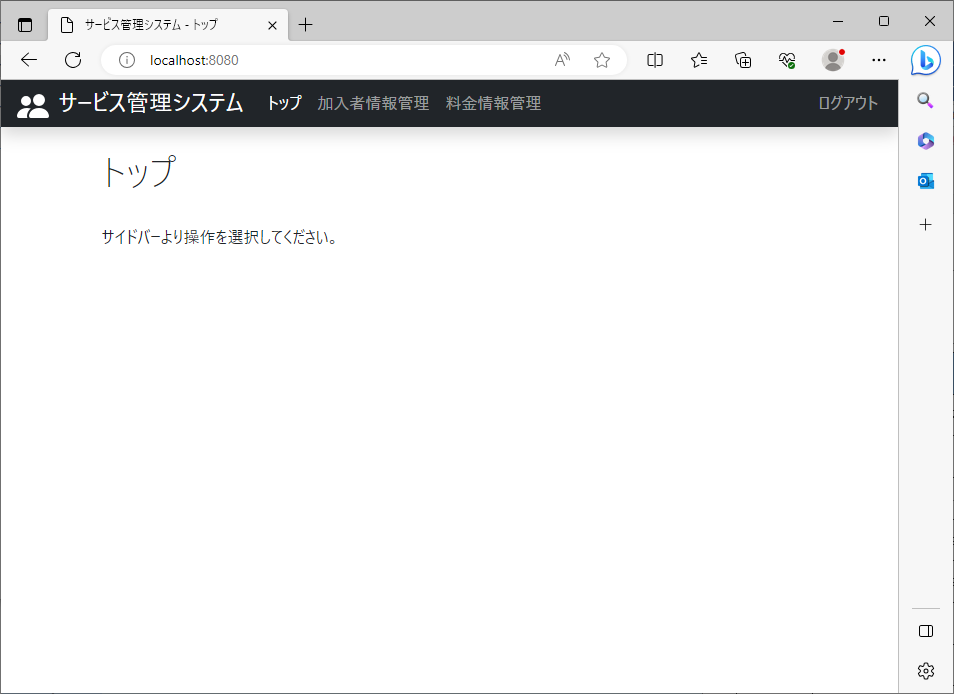 サービス管理システム - トップ
localhost:8080
サービス管理システム トップ 加入者情報管理 料金情報管理 ログアウト
トップ
サイドバーより操作を選択してください。